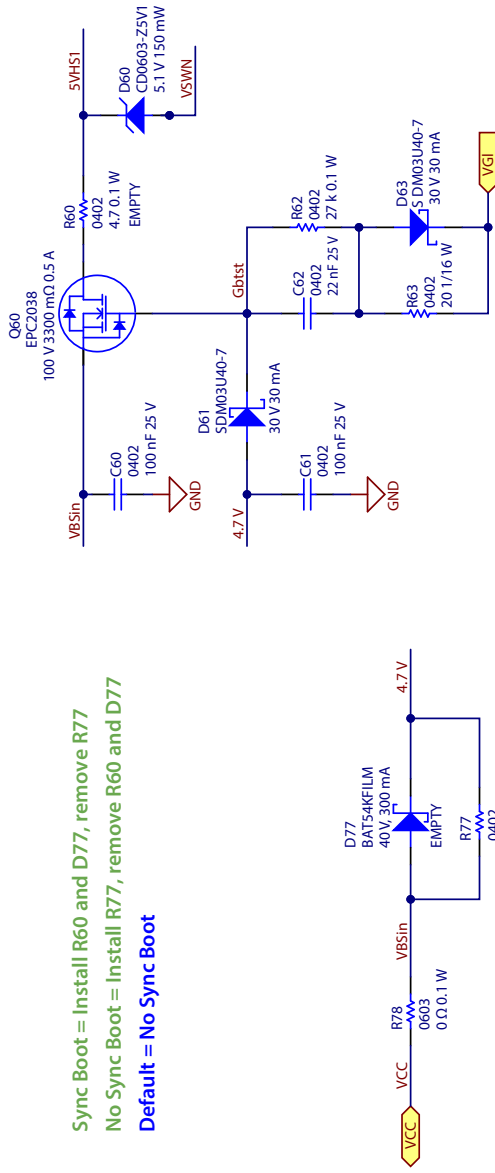 Sync Boot = Install R60 and D77, remove R77
No Sync Boot = Install R77, remove R60 and D77
Default = No Sync Boot
VCC
VCC
R78
0603
0 Ω 0.1 W
VBSin
D77
BAT54KFILM
40 V, 300 mA
EMPTY
R77
0402
4.7 V
VBSin
C60
0402
100 nF 25 V
GND
Q60
EPC2038
100 V 3300 mΩ 0.5 A
R60
0402
4.7 0.1 W
EMPTY
5VHS1
D60
CD0603-Z5V1
5.1 V 150 mW
VSWN
4.7 V
C61
0402
100 nF 25 V
GND
D61
SDM03U40-7
30 V 30 mA
Gbtst
C62
0402
22 nF 25 V
R62
0402
27 k 0.1 W
R63
0402
20 1/16 W
D63
SDM03U40-7
30 V 30 mA
VGI